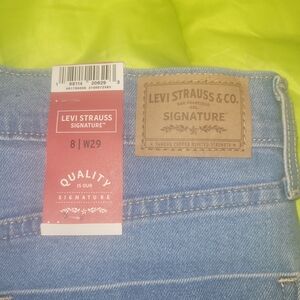 LEVI STRAUSS
SIGNATURE™
8 | W29
QUALITY
IS OUR
SIGNATURE
LEVI STRAUSS & CO.
SAN FRANCISCO
CAL.
SIGNATURE